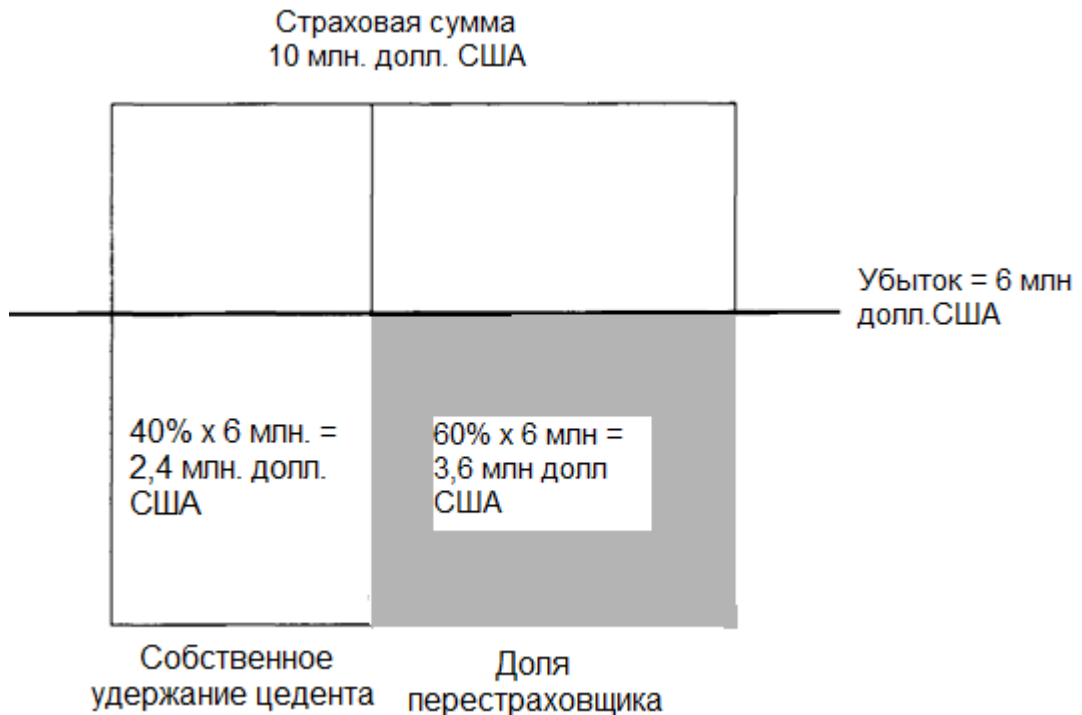 Страховая сумма
10 млн. долл. США
Убыток = 6 млн
долл.США
40% х 6 млн. =
2,4 млн. долл.
США
60% х 6 млн =
3,6 млн долл
США
Собственное
удержание цедента
Доля
перестраховщика